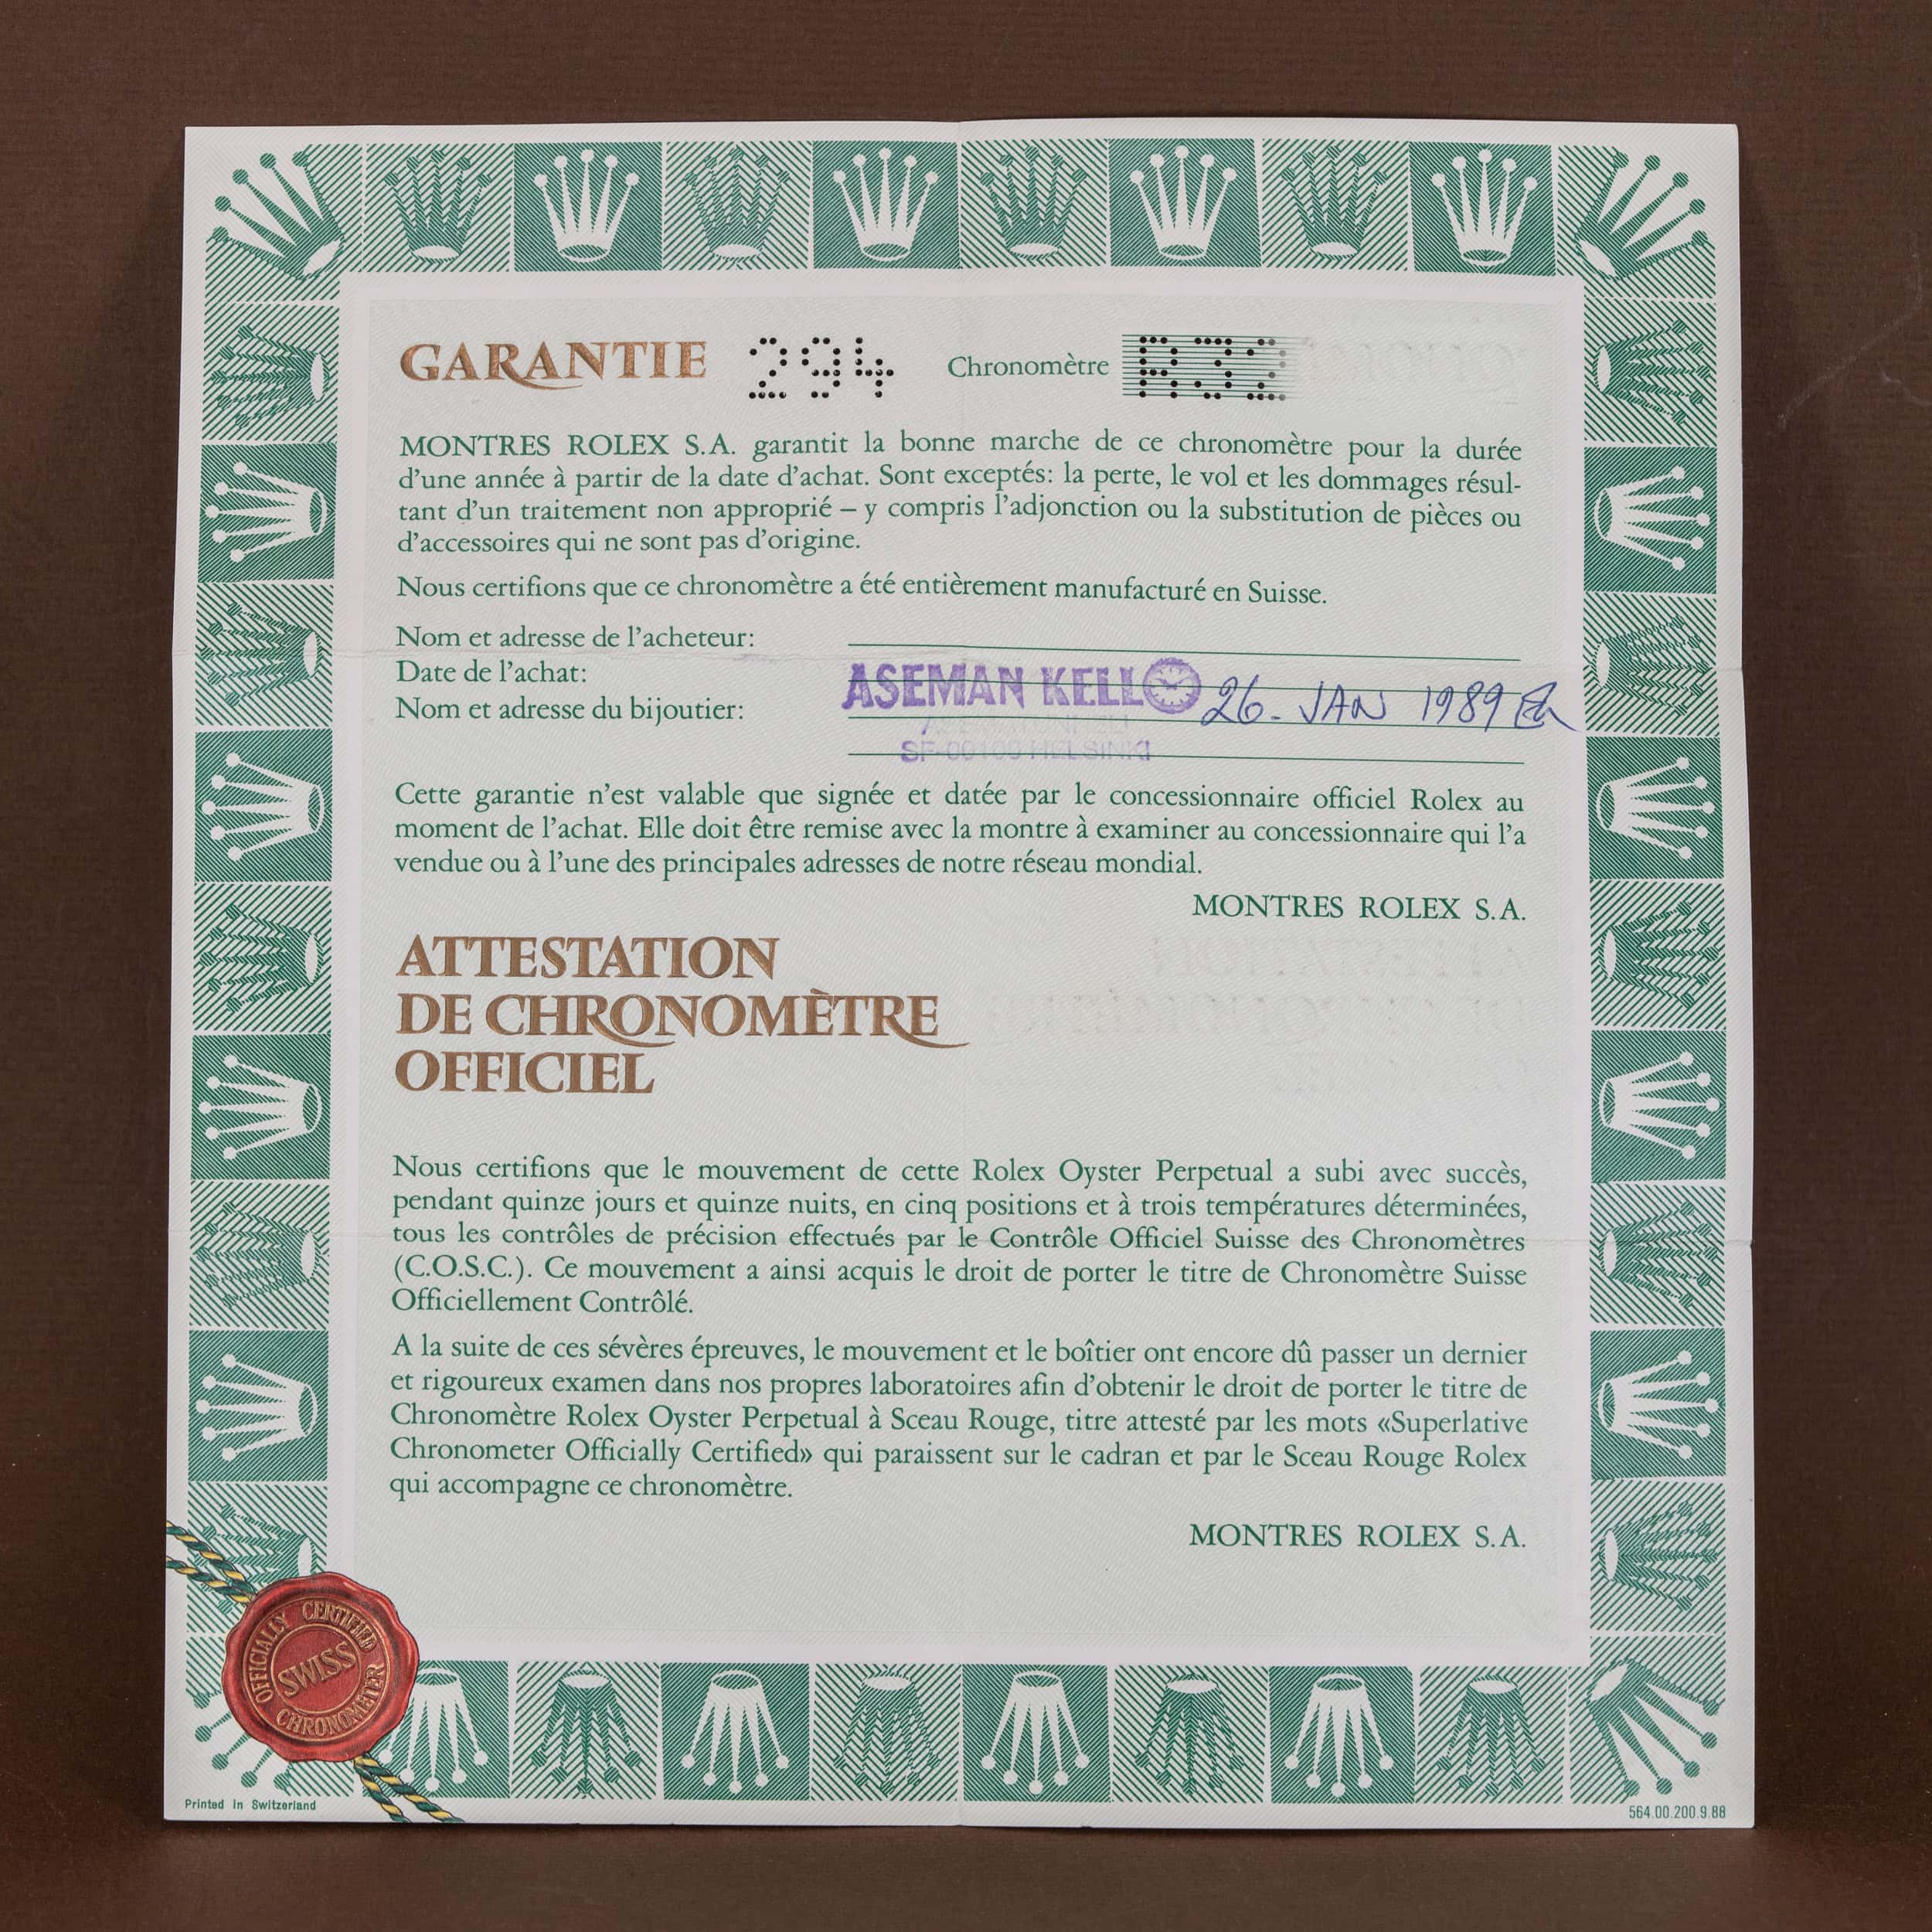 GARANTIE 294 Chronomètre R32
MONTRES ROLEX S.A. garantit la bonne marche de ce chronomètre pour la durée
d'une année à partir de la date d'achat. Sont exceptés: la perte, le vol et les dommages résul-
tant d'un traitement non approprié – y compris l'adjonction ou la substitution de pièces ou
d'accessoires qui ne sont pas d'origine.
Nous certifions que ce chronomètre a été entièrement manufacturé en Suisse.
Nom et adresse de l'acheteur:
Date de l'achat:
ASEMAN KELLO 26. JAN 1989
Nom et adresse du bijoutier:
SF-00100 HELSINKI
Cette garantie n'est valable que signée et datée par le concessionnaire officiel Rolex au
moment de l'achat. Elle doit être remise avec la montre à examiner au concessionnaire qui l'a
vendue ou à l'une des principales adresses de notre réseau mondial.
MONTRES ROLEX S.A.
ATTESTATION
DE CHRONOMÈTRE
OFFICIEL
Nous certifions que le mouvement de cette Rolex Oyster Perpetual a subi avec succès,
pendant quinze jours et quinze nuits, en cinq positions et à trois températures déterminées,
tous les contrôles de précision effectués par le Contrôle Officiel Suisse des Chronomètres
(C.O.S.C.). Ce mouvement a ainsi acquis le droit de porter le titre de Chronomètre Suisse
Officiellement Contrôlé.
A la suite de ces sévères épreuves, le mouvement et le boîtier ont encore dû passer un dernier
et rigoureux examen dans nos propres laboratoires afin d'obtenir le droit de porter le titre de
Chronomètre Rolex Oyster Perpetual à Sceau Rouge, titre attesté par les mots «Superlative
Chronometer Officially Certified» qui paraissent sur le cadran et par le Sceau Rouge Rolex
qui accompagne ce chronomètre.
MONTRES ROLEX S.A.
OFFICIALLY CERTIFIED
SWISS
CHRONOMETER
Printed in Switzerland
564.00.200.9.88